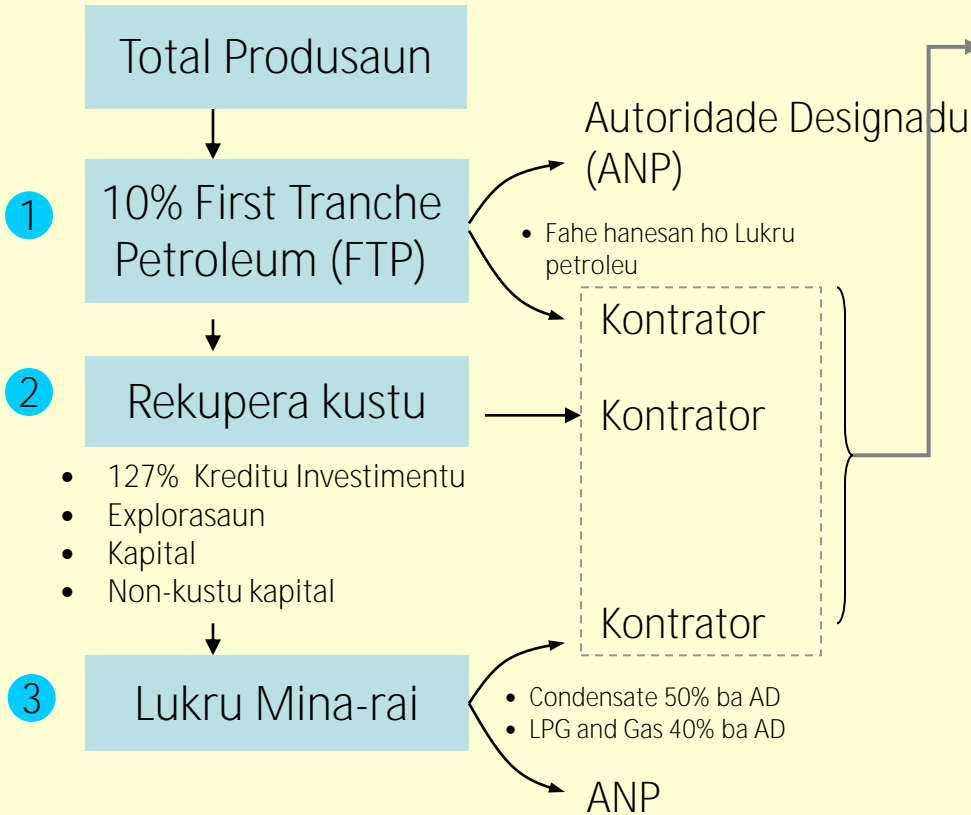 Total Produsaun
Autoridade Designadu
(ANP)
1
10% First Tranche
Petroleum (FTP)
• Fahe hanesan ho Lukru
petroleu
Kontrator
2
Rekupera kustu
Kontrator
• 127% Kreditu Investimentu
• Explorasaun
• Kapital
• Non-kustu kapital
Kontrator
3
Lukru Mina-rai
• Condensate 50% ba AD
• LPG and Gas 40% ba AD
ANP